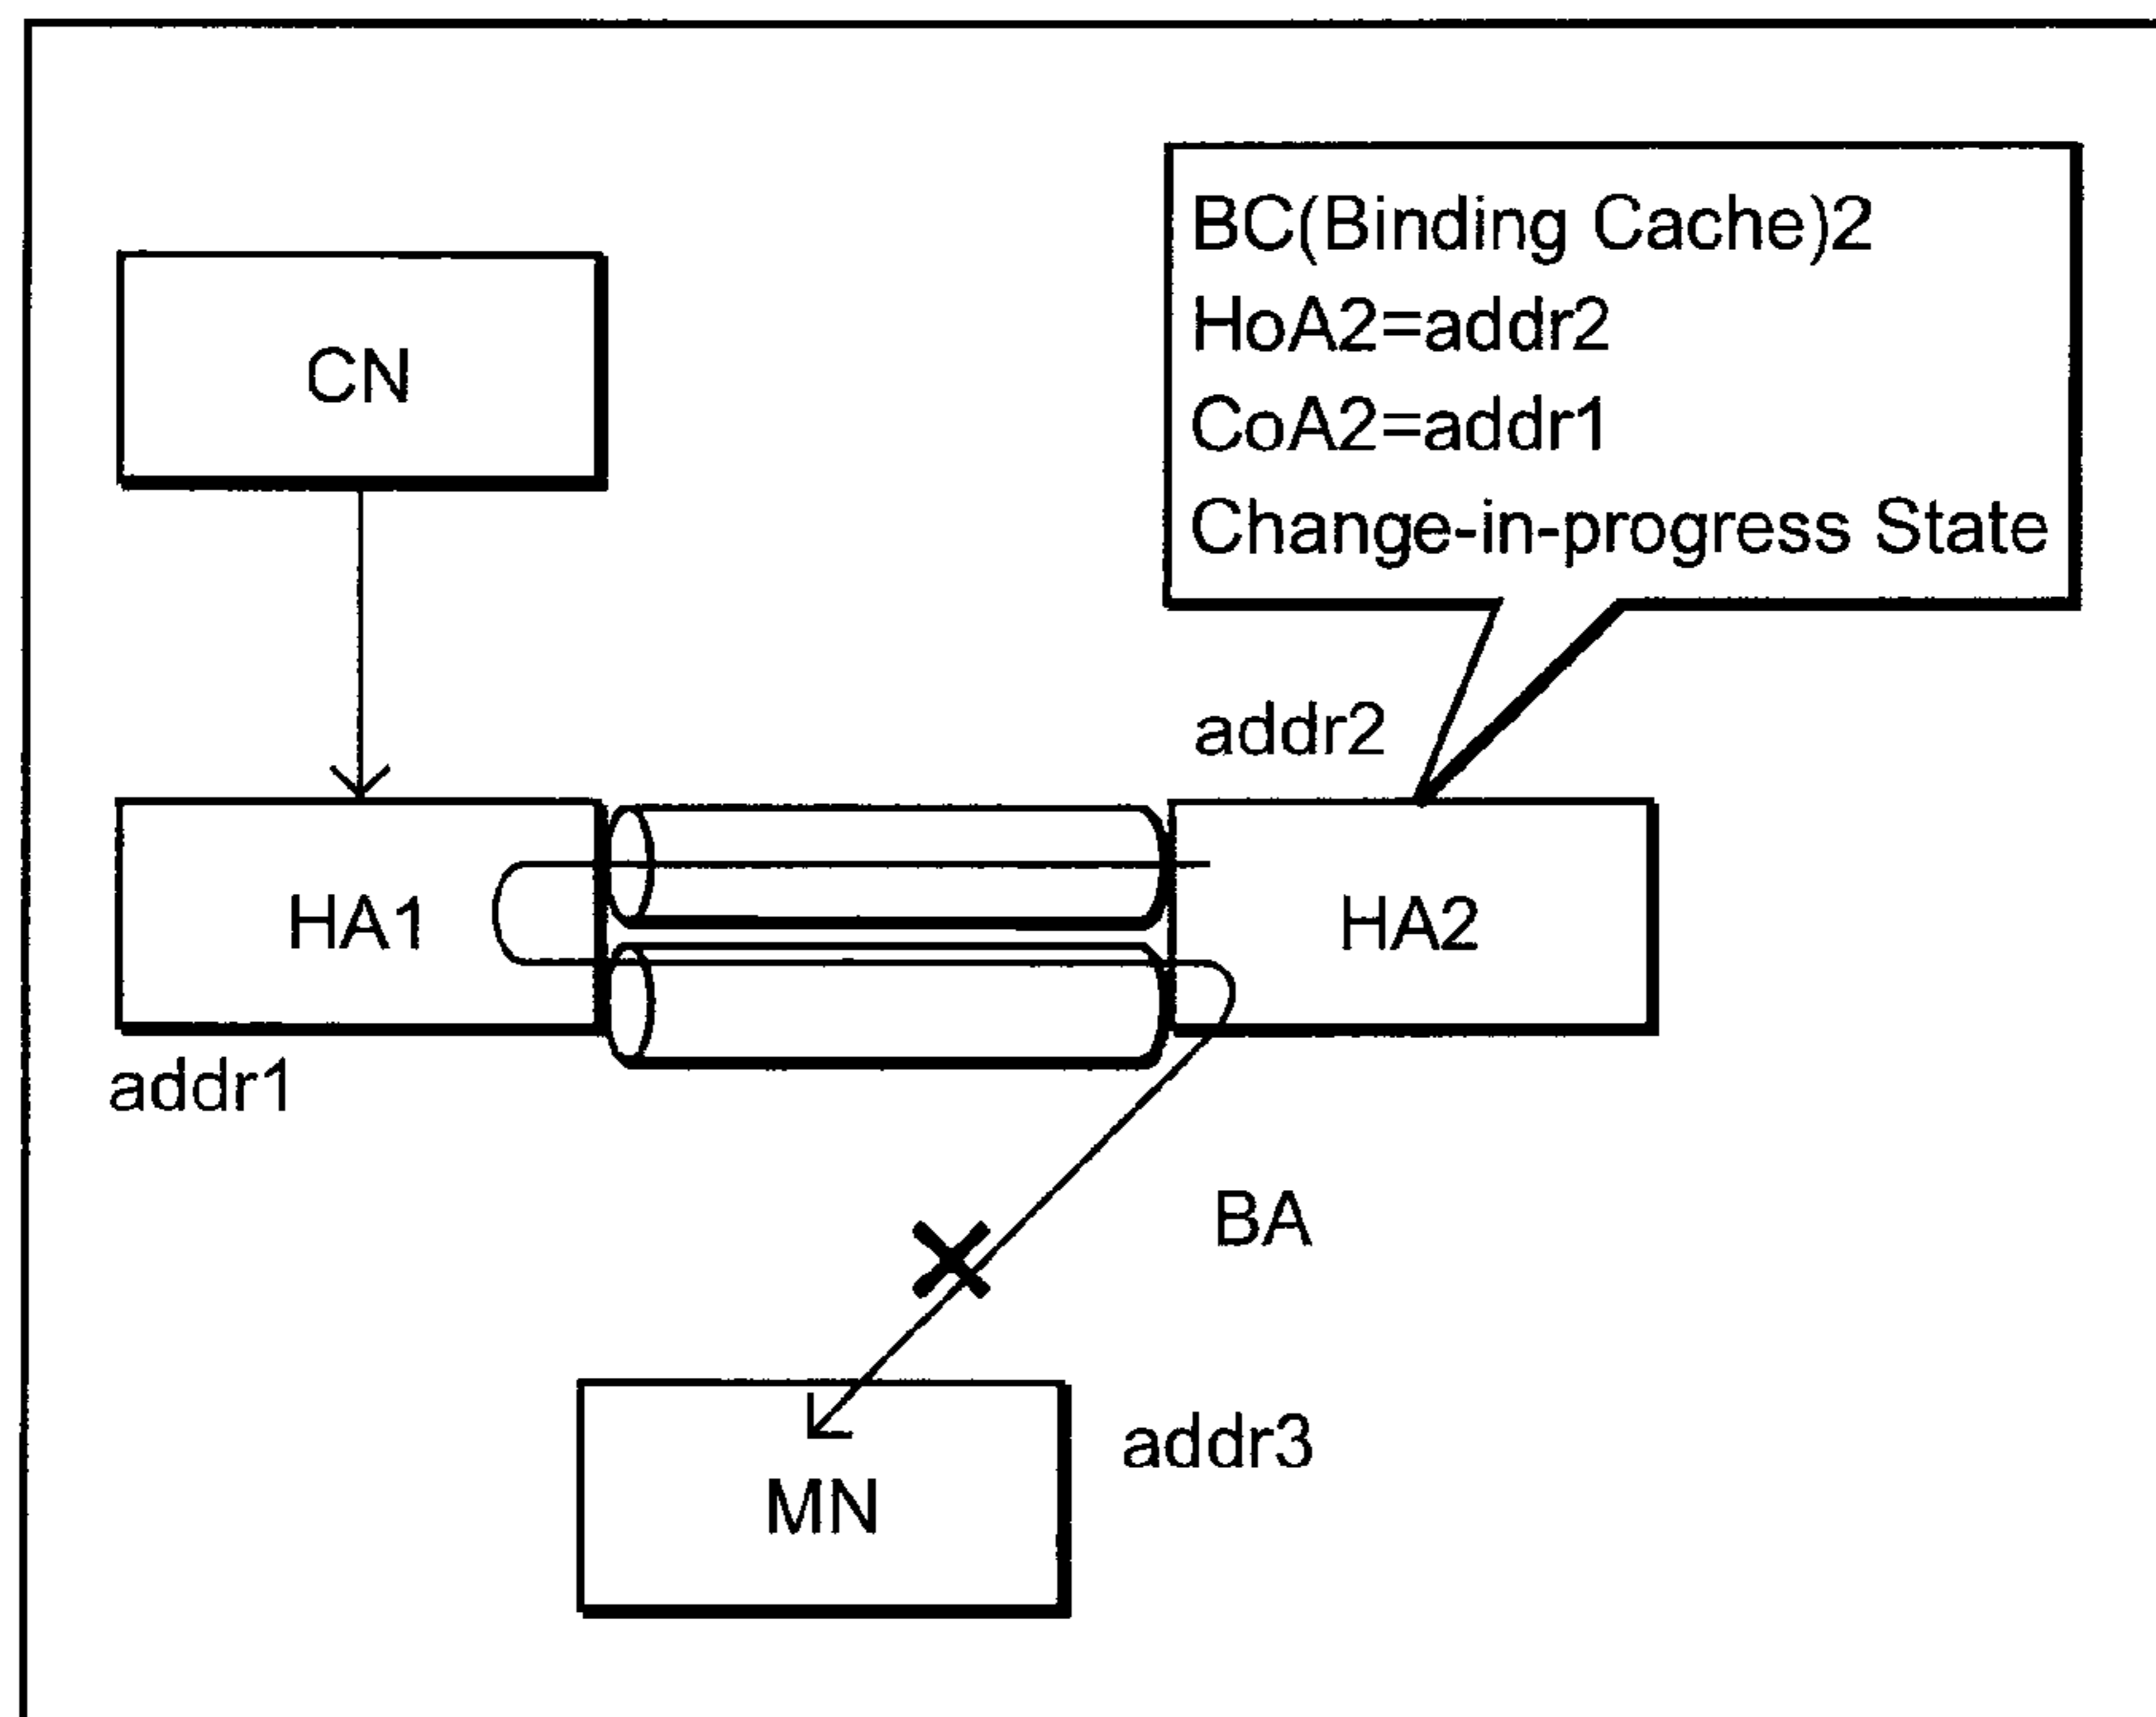 BC(Binding Cache)2
HoA2=addr2
CoA2=addr1
Change-in-progress State
CN
addr2
HA1
HA2
addr1
BA
addr3
MN